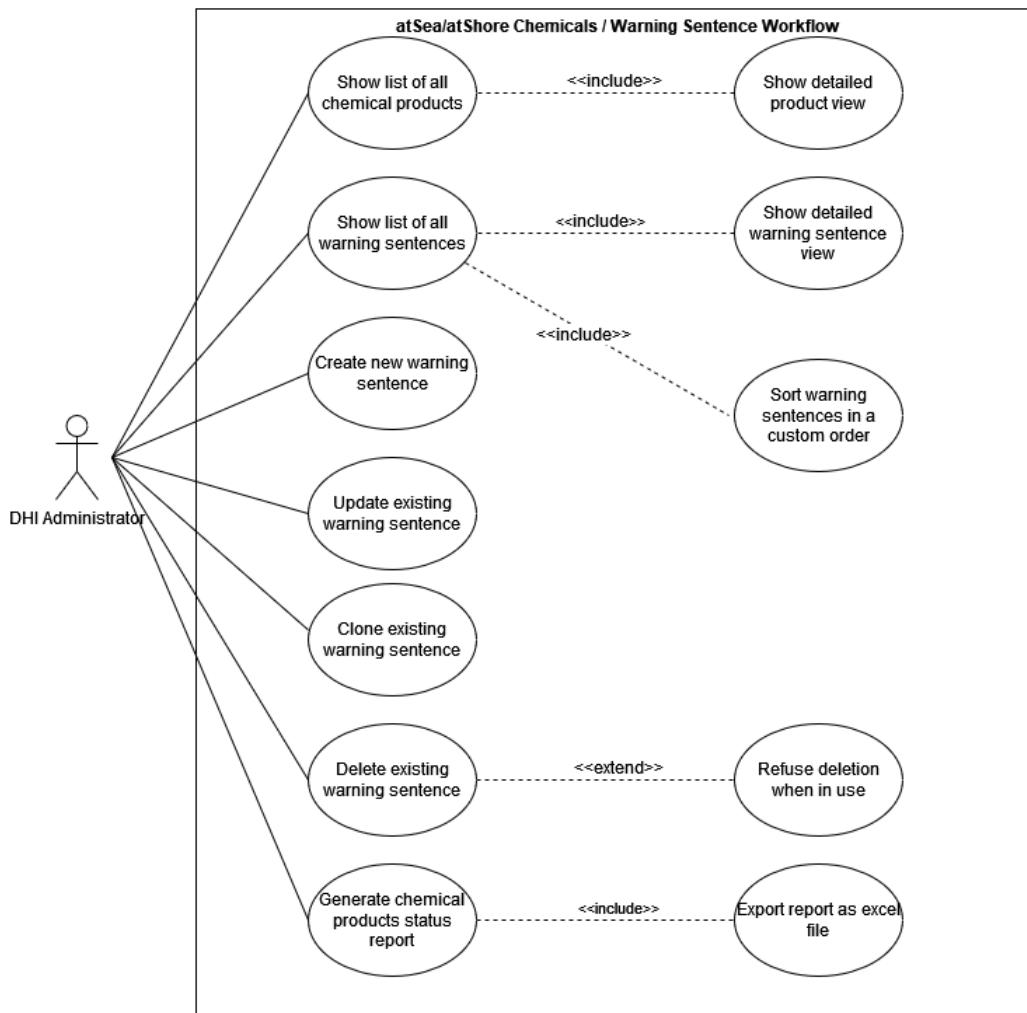 atSea/atShore Chemicals / Warning Sentence Workflow
Show list of all
chemical products
<<include>>
Show detailed
product view
Show list of all
warning sentences
<<include>>
Show detailed
warning sentence
view
<<include>>
Create new warning
sentence
Sort warning
sentences in a
custom order
DHI Administrator
Update existing
warning sentence
Clone existing
warning sentence
Delete existing
warning sentence
<<extend>>
Refuse deletion
when in use
Generate chemical
products status
report
<<include>>
Export report as excel
file